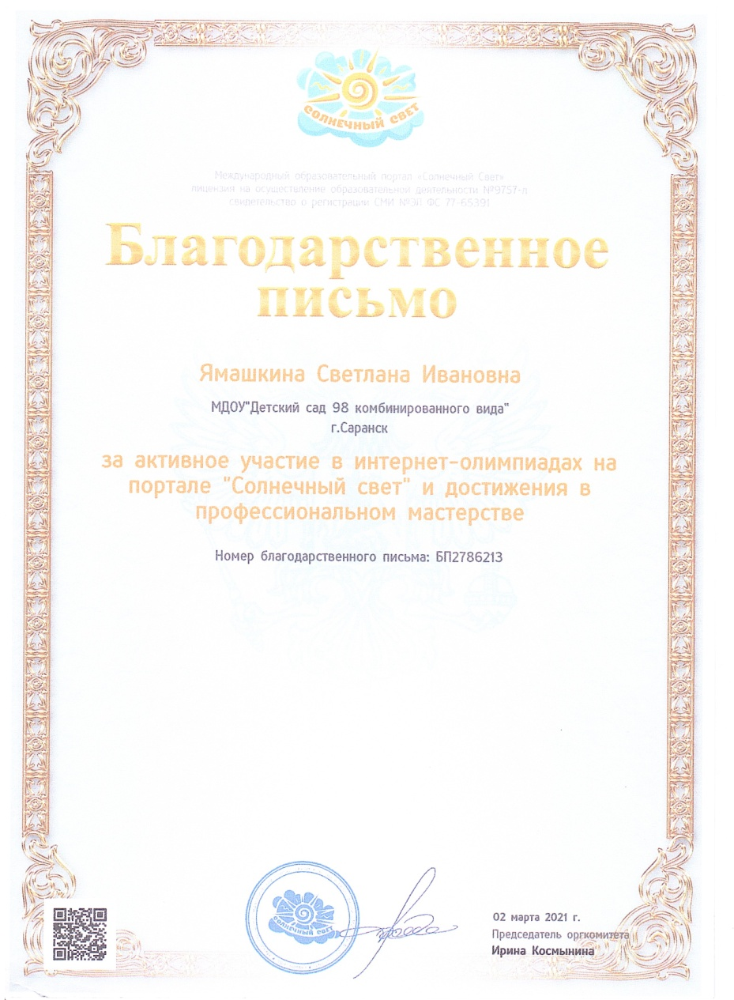 СОЛНЕЧНЫЙ СВЕТ
Международный образовательный портал «Солнечный Свет»
лицензия на осуществление образовательной деятельности №9757-л
свидетельство о регистрации СМИ №ЭЛ ФС 77-65391
Благодарственное
письмо
Ямашкина Светлана Ивановна
МДОУ"Детский сад 98 комбинированного вида"
г.Саранск
за активное участие в интернет-олимпиадах на
портале "Солнечный свет" и достижения в
профессиональном мастерстве
Номер благодарственного письма: БП2786213
СОЛНЕЧНЫЙ СВЕТ
02 марта 2021 г.
Председатель оргкомитета
Ирина Космынина